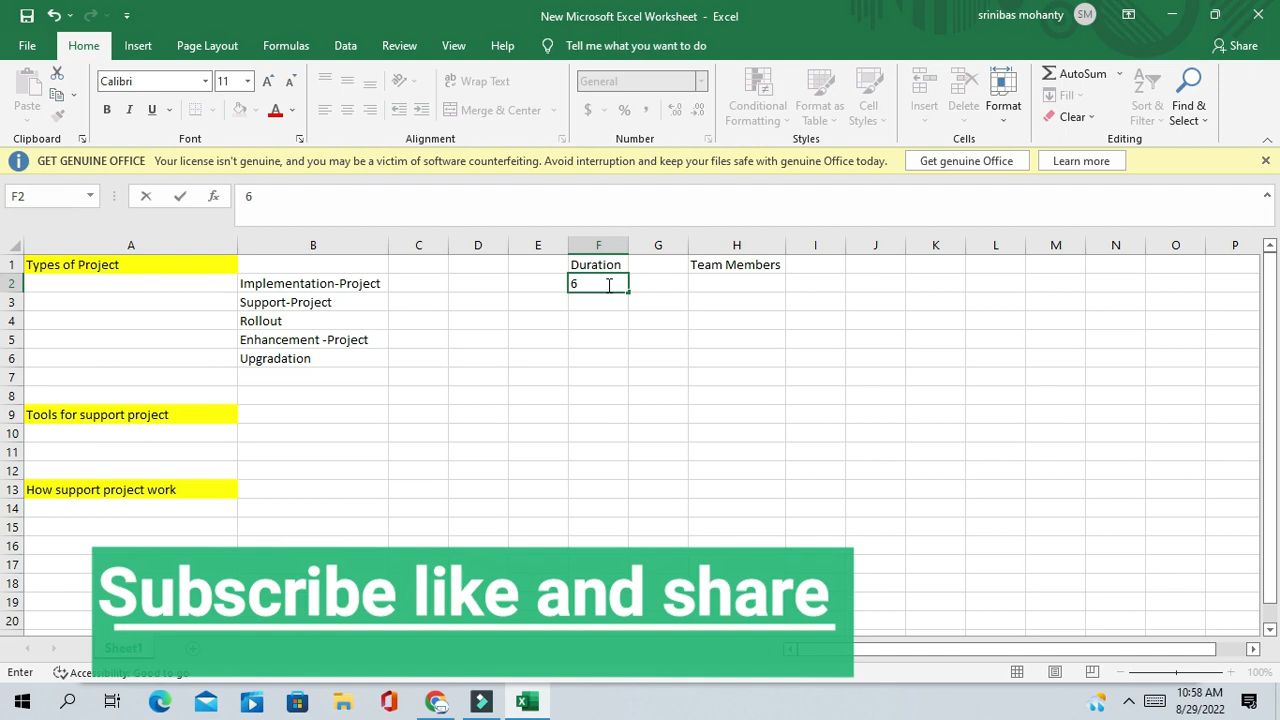 New Microsoft Excel Worksheet - Excel
srinibas mohanty SM
File Home Insert Page Layout Formulas Data Review View Help Tell me what you want to do Share
Paste
Calibri 11 A A
B I U A
Wrap Text
Merge & Center
General
$ % ,
Conditional Formatting
Format as Table
Cell Styles
Insert Delete Format
AutoSum
Fill
Clear
Sort & Filter
Find & Select
Clipboard Font Alignment Number Styles Cells Editing
GET GENUINE OFFICE Your license isn't genuine, and you may be a victim of software counterfeiting. Avoid interruption and keep your files safe with genuine Office today. Get genuine Office Learn more
F2 fx 6
A B C D E F G H I J K L M N O P
1 Types of Project Duration Team Members
2 Implementation-Project 6
3 Support-Project
4 Rollout
5 Enhancement -Project
6 Upgradation
7
8
9 Tools for support project
10
11
12
13 How support project work
14
15
16
17
18
19
20
Subscribe like and share
Sheet1
Enter Accessibility: Good to go 100%
10:58 AM
8/29/2022